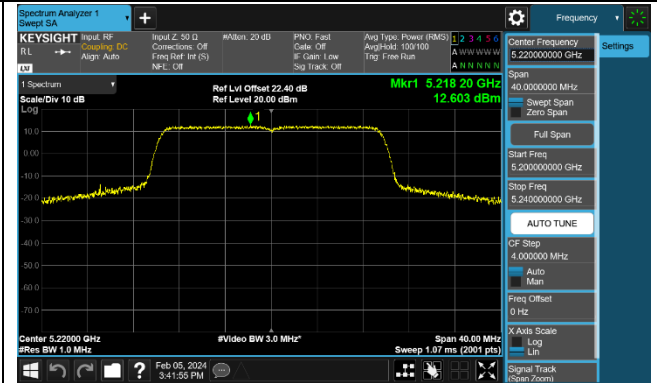 Spectrum Analyzer 1
Swept SA
+
Frequency
KEYSIGHT
RL
LXI
Input: RF
Coupling: DC
Align: Auto
Input Z: 50 Ω
Corrections: Off
Freq Ref: Int (S)
NFE: Off
#Atten: 20 dB
PNO: Fast
Gate: Off
IF Gain: Low
Sig Track: Off
Avg Type: Power (RMS)
Avg|Hold: 100/100
Trig: Free Run
1 2 3 4 5 6
A W W W W W
A N N N N N
Center Frequency
5.220000000 GHz
Settings
Span
40.0000000 MHz
Swept Span
Zero Span
Full Span
Start Freq
5.200000000 GHz
Stop Freq
5.240000000 GHz
AUTO TUNE
CF Step
4.000000 MHz
Auto
Man
Freq Offset
0 Hz
X Axis Scale
Log
Lin
Signal Track
(Span Zoom)
1 Spectrum
Scale/Div 10 dB
Log
Ref Lvl Offset 22.40 dB
Ref Level 20.00 dBm
Mkr1 5.218 20 GHz
12.603 dBm
1
10.0
0.00
-10.0
-20.0
-30.0
-40.0
-50.0
-60.0
-70.0
Center 5.22000 GHz
#Res BW 1.0 MHz
#Video BW 3.0 MHz*
Span 40.00 MHz
Sweep 1.07 ms (2001 pts)
?
Feb 05, 2024
3:41:55 PM